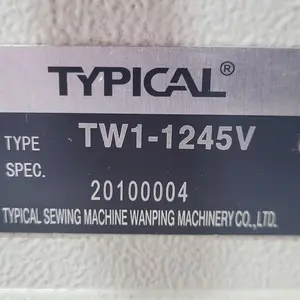 TYPICAL®
TYPE TW1-1245V
SPEC.
20100004
TYPICAL SEWING MACHINE WANPING MACHINERY CO.,LTD.